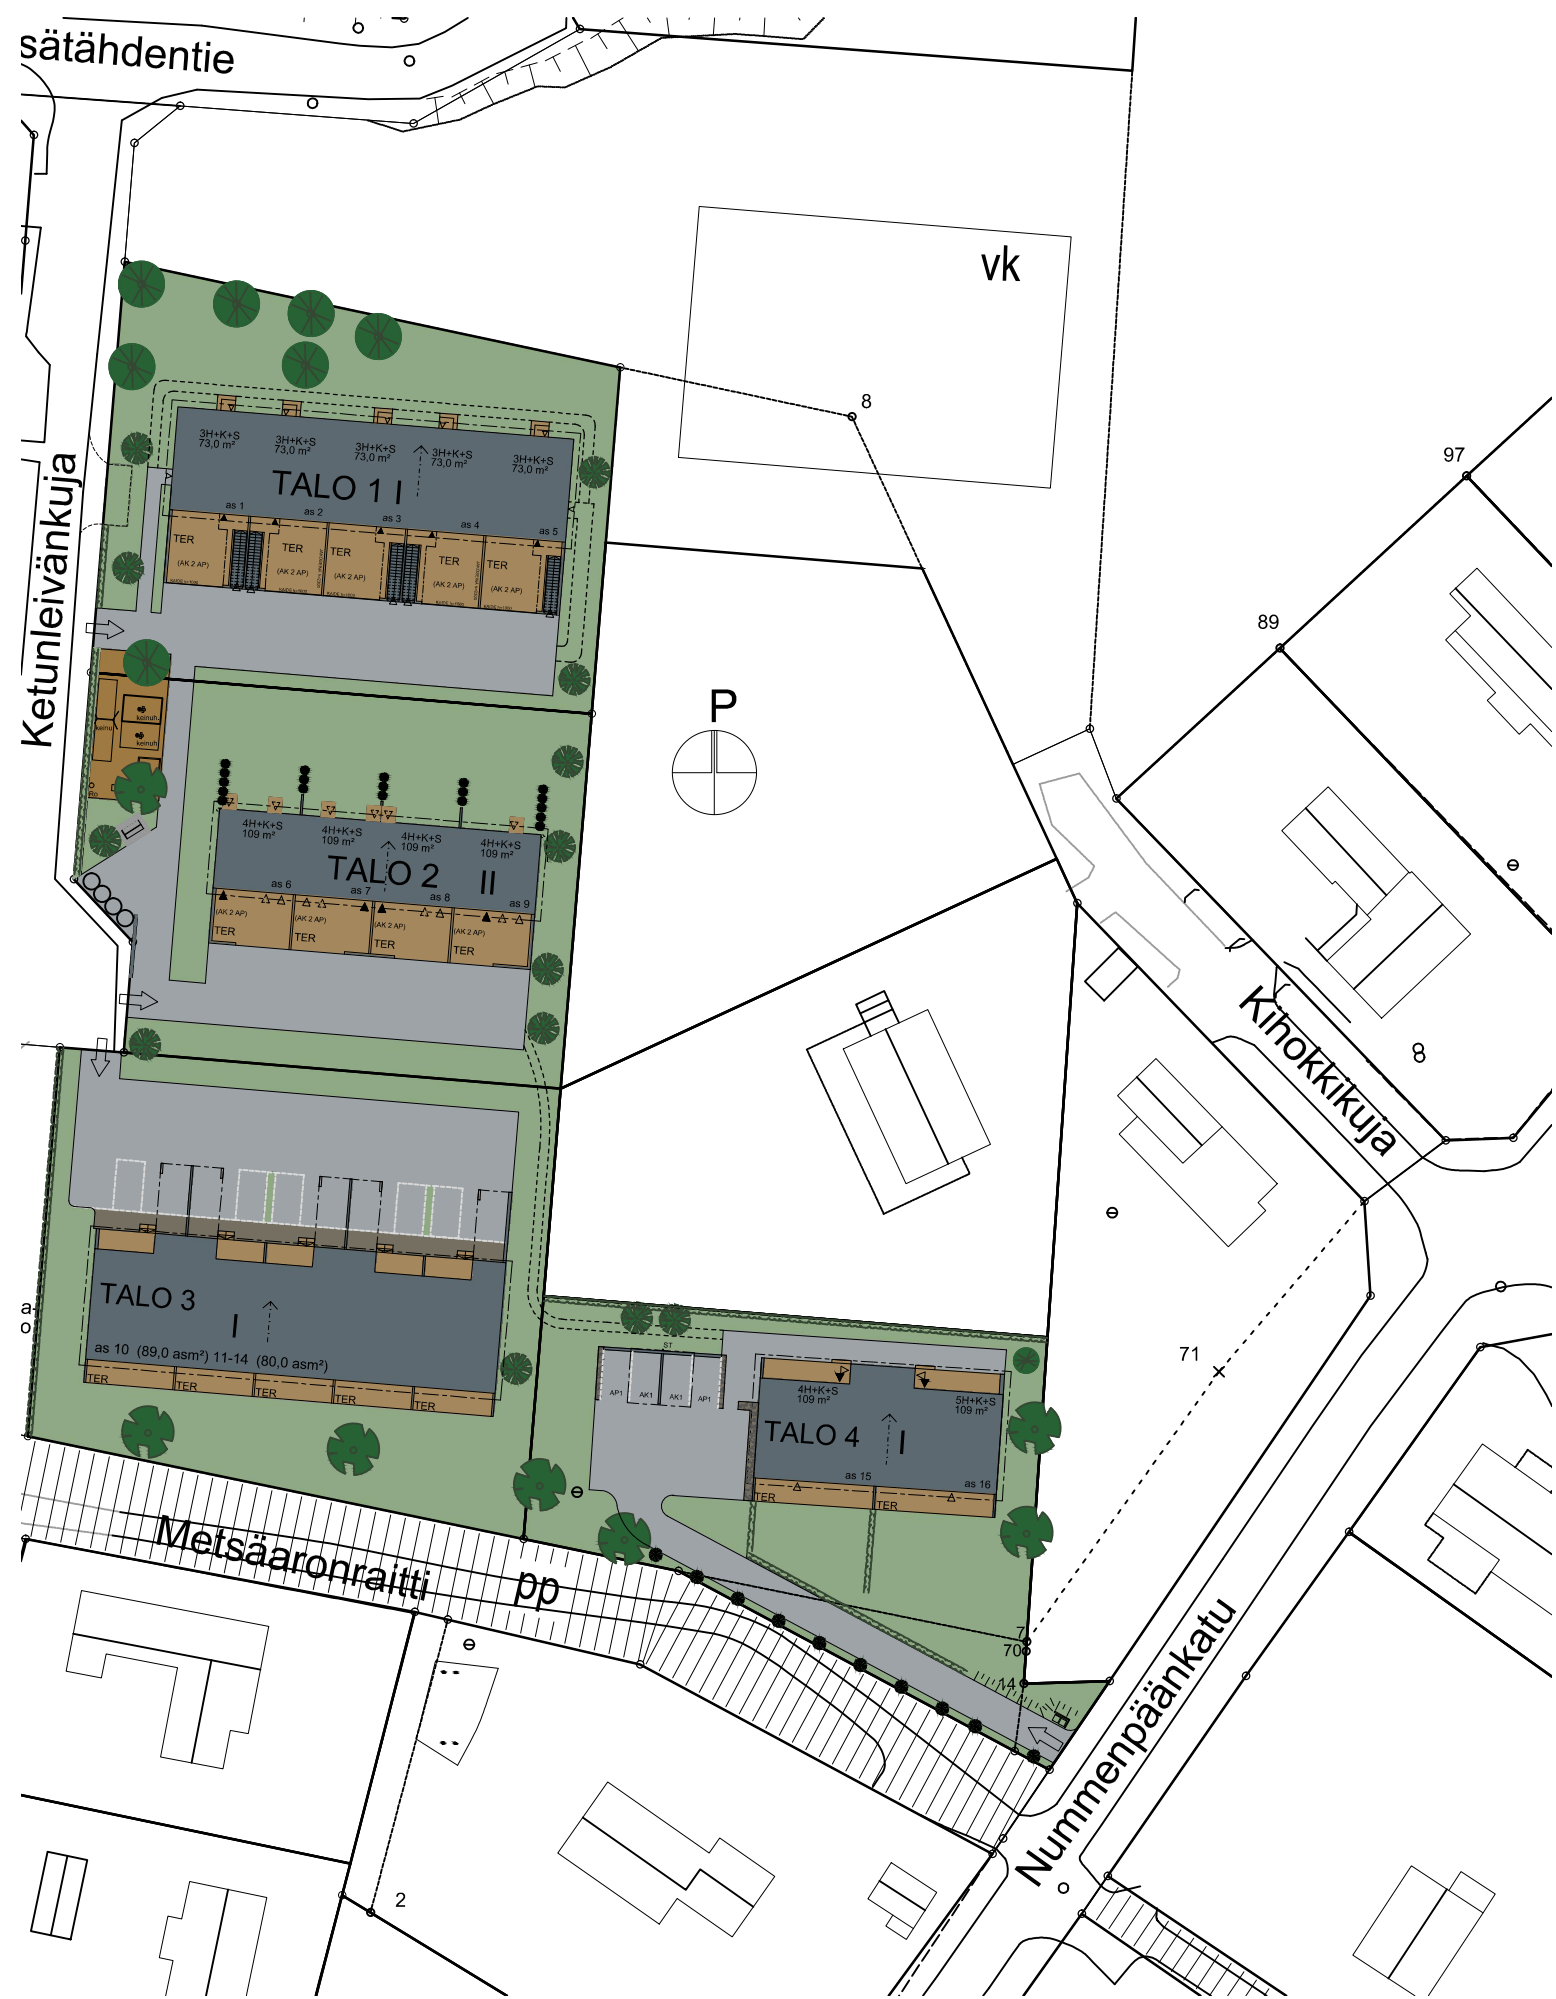 sätähdentie
vk
8
97
89
Ketunleivänkuja
3H+K+S
73,0 m²
3H+K+S
73,0 m²
3H+K+S
73,0 m²
3H+K+S
73,0 m²
3H+K+S
73,0 m²
TALO 1 I
as 1
as 2
as 3
as 4
as 5
TER
(AK 2 AP)
TER
(AK 2 AP)
TER
(AK 2 AP)
TER
(AK 2 AP)
TER
(AK 2 AP)
P
keinuh.
keinu
keinuh.
4H+K+S
109 m²
4H+K+S
109 m²
4H+K+S
109 m²
4H+K+S
109 m²
TALO 2 II
as 6
as 7
as 8
as 9
(AK 2 AP)
TER
(AK 2 AP)
TER
(AK 2 AP)
TER
(AK 2 AP)
TER
Kihokkikuja
TALO 3
I
as 10 (89,0 asm²) 11-14 (80,0 asm²)
TER
TER
TER
TER
TER
a-
o
ST
AP1
AK1
AK1
AP1
4H+K+S
109 m²
5H+K+S
109 m²
TALO 4 I
as 15
as 16
TER
TER
71
Metsäaronraitti
pp
7
70
14
Nummenpäänkatu
2